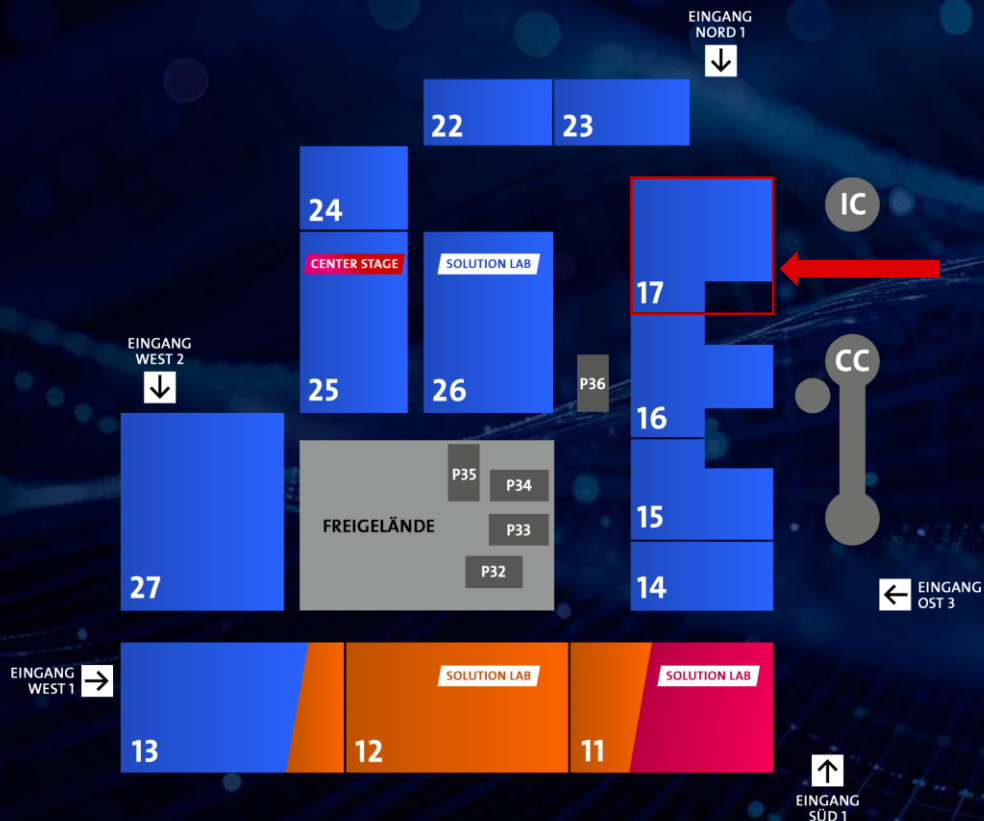 EINGANG
NORD 1
22
23
24
IC
CENTER STAGE
SOLUTION LAB
17
EINGANG
WEST 2
CC
25
26
P36
16
P35
P34
FREIGELÄNDE
P33
15
P32
27
14
EINGANG
OST 3
EINGANG
WEST 1
SOLUTION LAB
SOLUTION LAB
13
12
11
EINGANG
SÜD 1